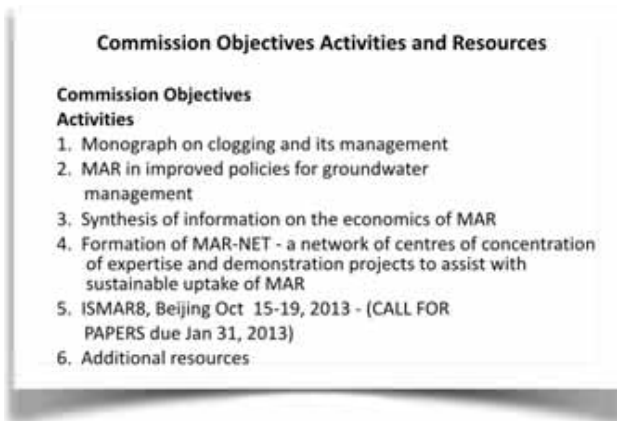 Commission Objectives Activities and Resources
Commission Objectives
Activities
1. Monograph on clogging and its management
2. MAR in improved policies for groundwater
management
3. Synthesis of information on the economics of MAR
4. Formation of MAR-NET - a network of centres of concentration
of expertise and demonstration projects to assist with
sustainable uptake of MAR
5. ISMAR8, Beijing Oct 15-19, 2013 - (CALL FOR
PAPERS due Jan 31, 2013)
6. Additional resources